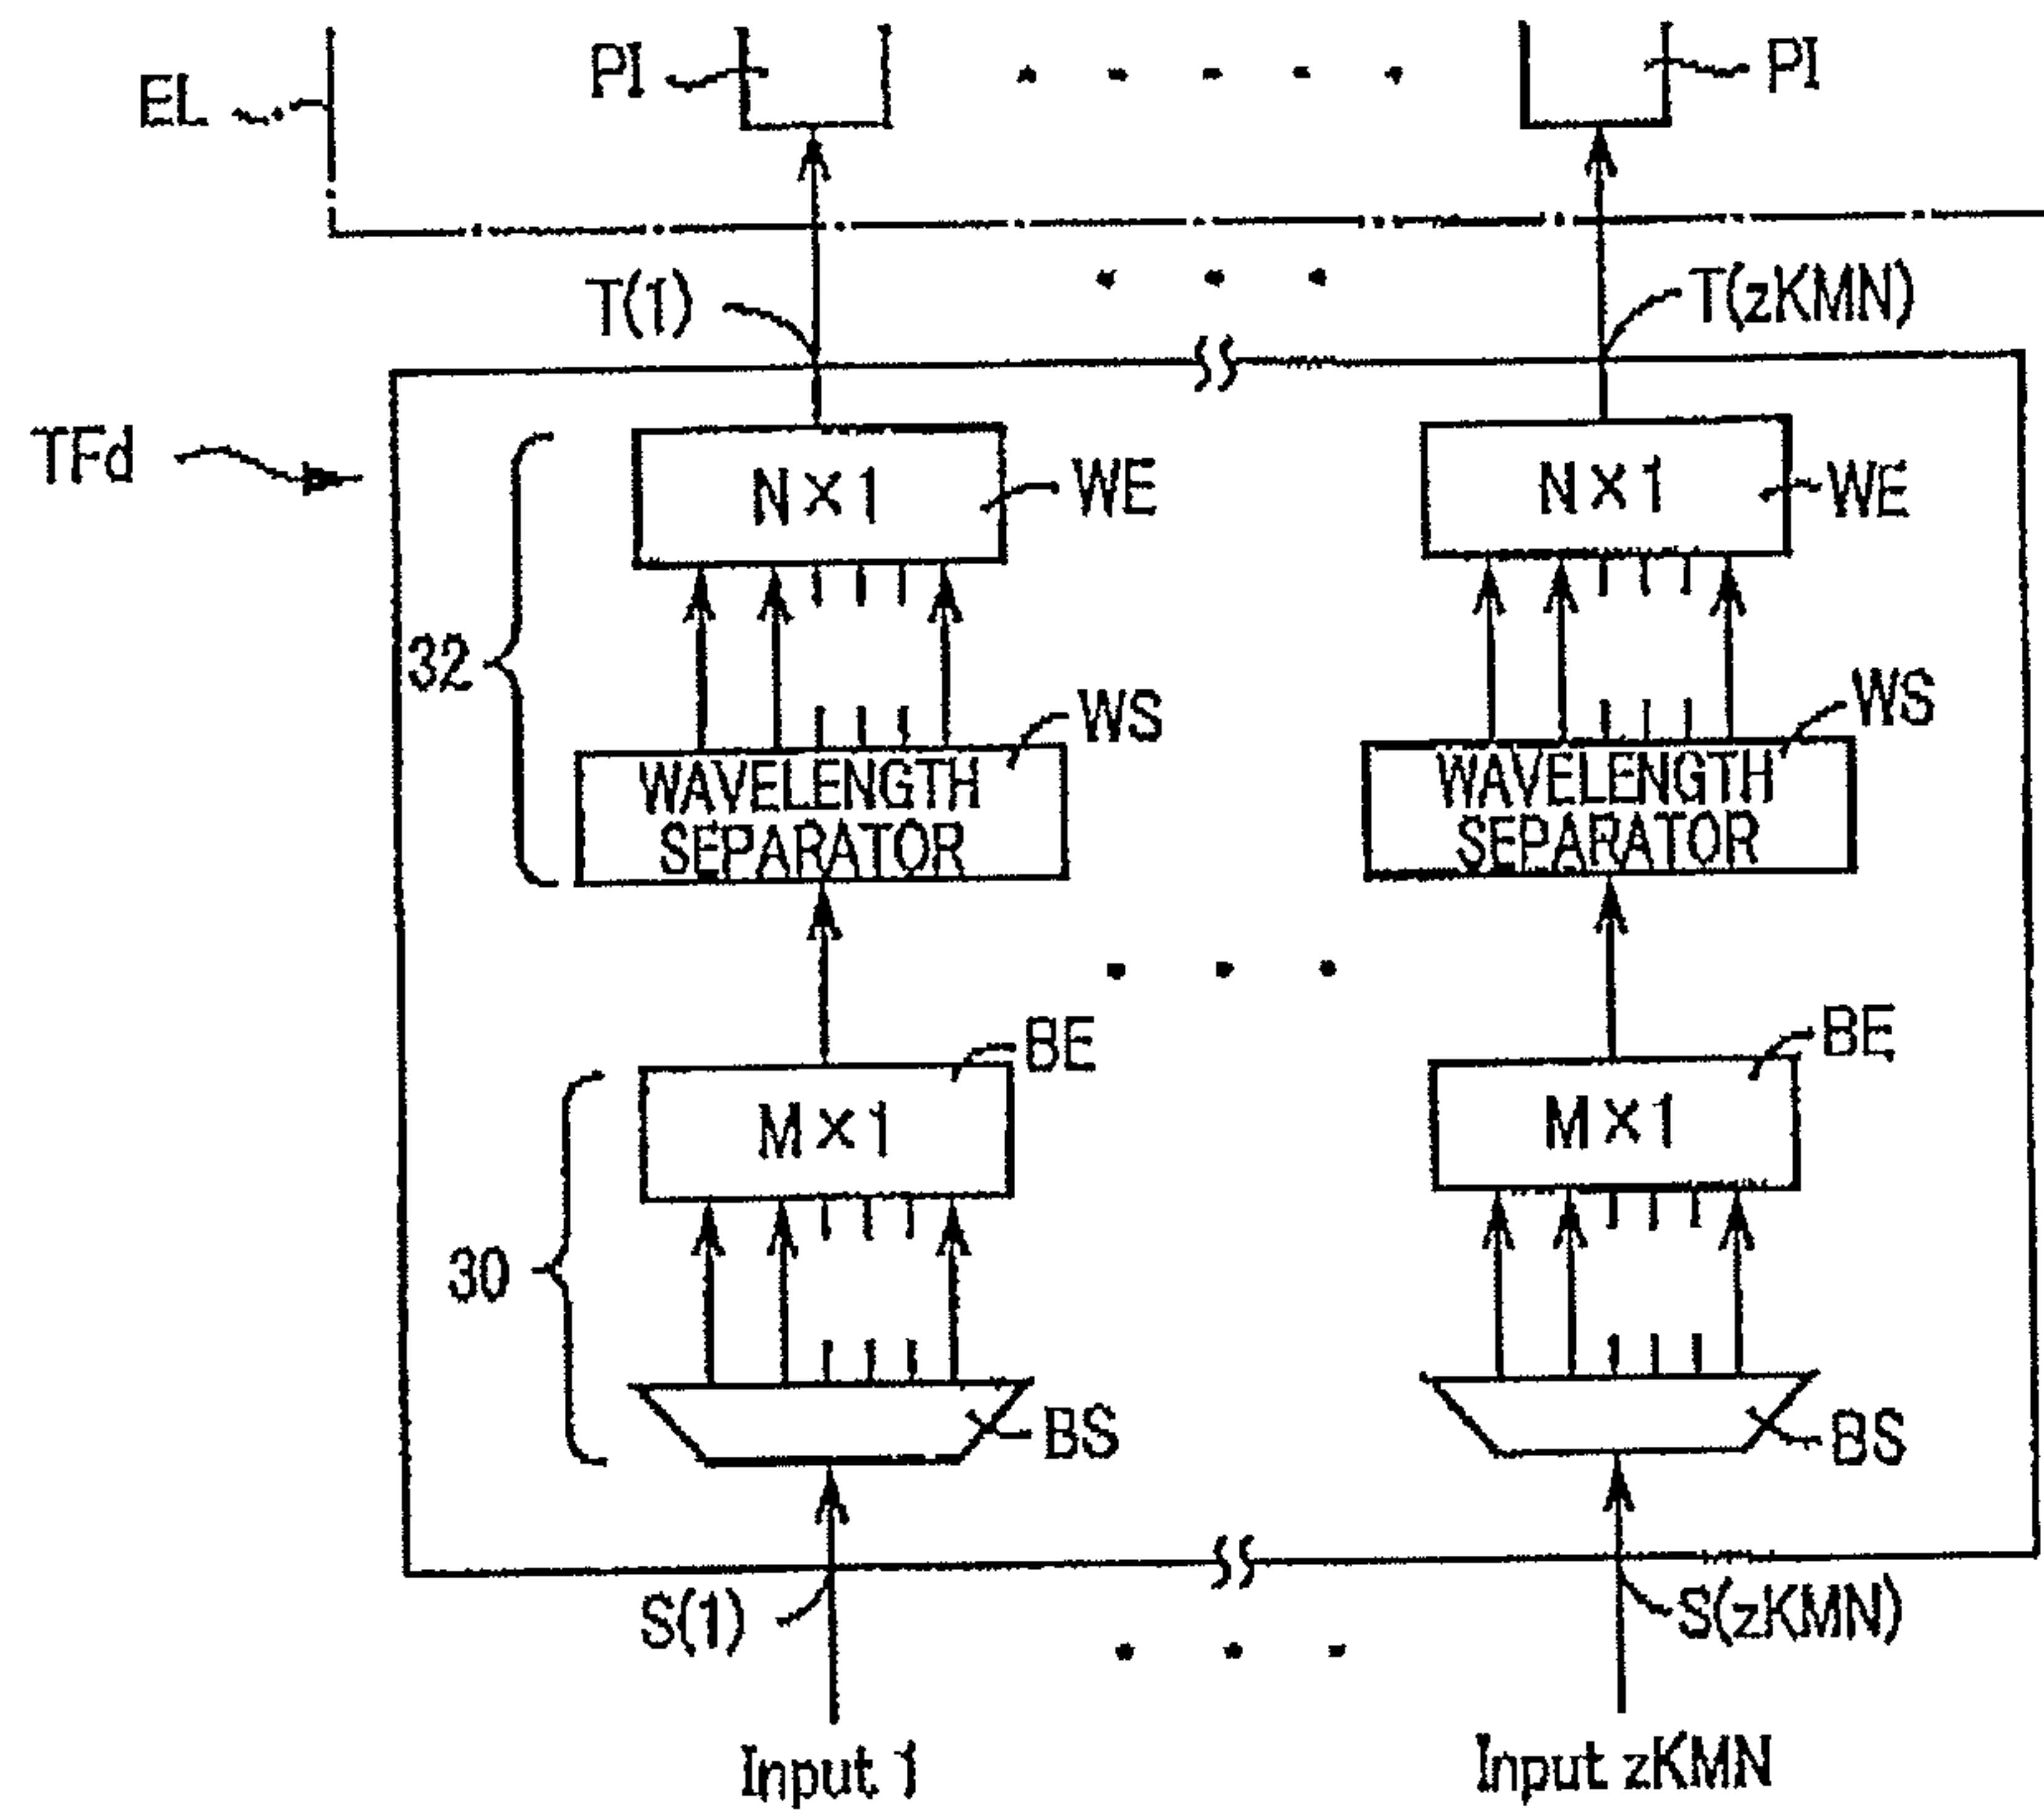 EL
PI
PI
T(1)
T(zKMN)
TFd
N×1
WE
N×1
WE
32
WS
WS
WAVELENGTH
SEPARATOR
WAVELENGTH
SEPARATOR
BE
BE
M×1
M×1
30
BS
BS
S(1)
S(zKMN)
Input 1
Input zKMN